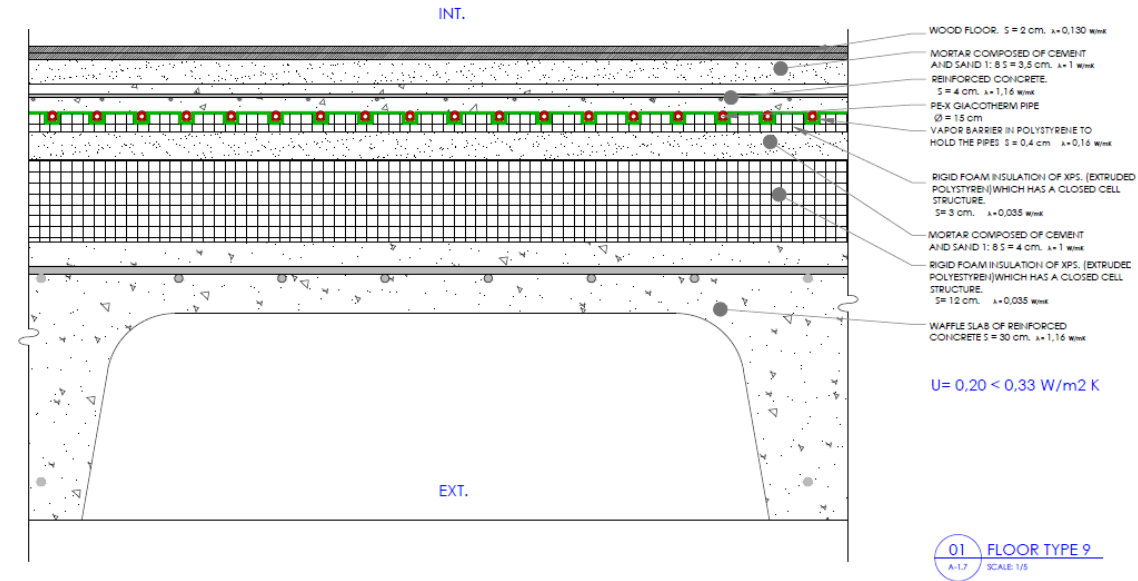 INT.
WOOD FLOOR. S = 2 cm. λ= 0,130 W/mK
MORTAR COMPOSED OF CEMENT
AND SAND 1: 8 S = 3,5 cm. λ= 1 W/mK
REINFORCED CONCRETE.
S = 4 cm. λ= 1,16 W/mK
PE-X GIACOTHERM PIPE
Ø = 15 cm
VAPOR BARRIER IN POLYSTYRENE TO
HOLD THE PIPES S = 0,4 cm λ=0,16 W/mK
RIGID FOAM INSULATION OF XPS. (EXTRUDED
POLYSTYREN)WHICH HAS A CLOSED CELL
STRUCTURE.
S= 3 cm. λ=0,035 W/mK
MORTAR COMPOSED OF CEMENT
AND SAND 1: 8 S = 4 cm. λ= 1 W/mK
RIGID FOAM INSULATION OF XPS. (EXTRUDED
POLYESTYREN)WHICH HAS A CLOSED CELL
STRUCTURE.
S= 12 cm. λ=0,035 W/mK
WAFFLE SLAB OF REINFORCED
CONCRETE S = 30 cm. λ= 1,16 W/mK
U= 0,20 < 0,33 W/m2 K
EXT.
01 FLOOR TYPE 9
A-1.7 SCALE: 1/5